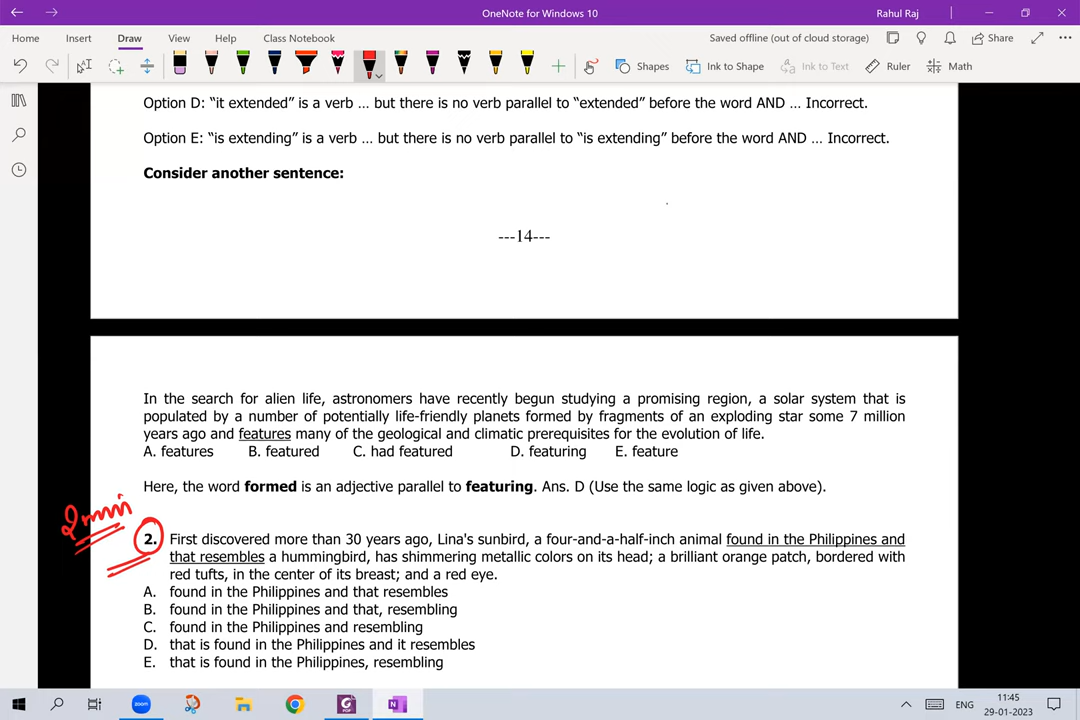 OneNote for Windows 10
Rahul Raj
Home Insert Draw View Help Class Notebook
Saved offline (out of cloud storage)
Share
Shapes
Ink to Shape
Ink to Text
Ruler
Math
Option D: “it extended” is a verb … but there is no verb parallel to “extended” before the word AND … Incorrect.
Option E: “is extending” is a verb … but there is no verb parallel to “is extending” before the word AND … Incorrect.
Consider another sentence:
---14---
In the search for alien life, astronomers have recently begun studying a promising region, a solar system that is
populated by a number of potentially life-friendly planets formed by fragments of an exploding star some 7 million
years ago and features many of the geological and climatic prerequisites for the evolution of life.
A. features B. featured C. had featured D. featuring E. feature
Here, the word formed is an adjective parallel to featuring. Ans. D (Use the same logic as given above).
2min
2. First discovered more than 30 years ago, Lina's sunbird, a four-and-a-half-inch animal found in the Philippines and
that resembles a hummingbird, has shimmering metallic colors on its head; a brilliant orange patch, bordered with
red tufts, in the center of its breast; and a red eye.
A. found in the Philippines and that resembles
B. found in the Philippines and that, resembling
C. found in the Philippines and resembling
D. that is found in the Philippines and it resembles
E. that is found in the Philippines, resembling
zoom
ENG
11:45
29-01-2023